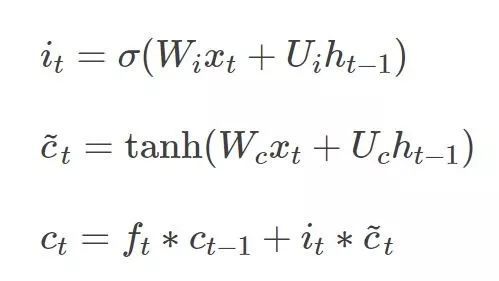 i_t = σ(W_i x_t + U_i h_{t−1})
c̃_t = tanh(W_c x_t + U_c h_{t−1})
c_t = f_t * c_{t−1} + i_t * c̃_t